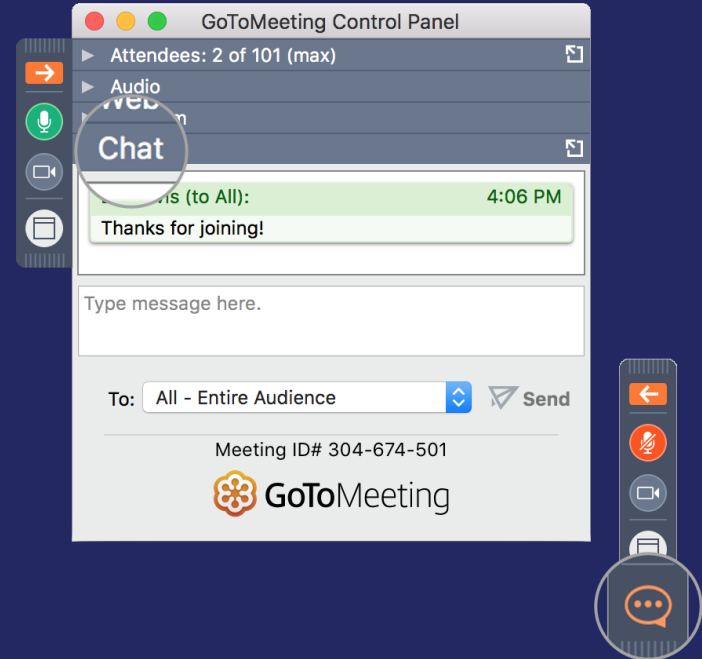 GoToMeeting Control Panel
Attendees: 2 of 101 (max)
Audio
Web
Chat
(to All): 4:06 PM
Thanks for joining!
Type message here.
To: All - Entire Audience Send
Meeting ID# 304-674-501
GoToMeeting